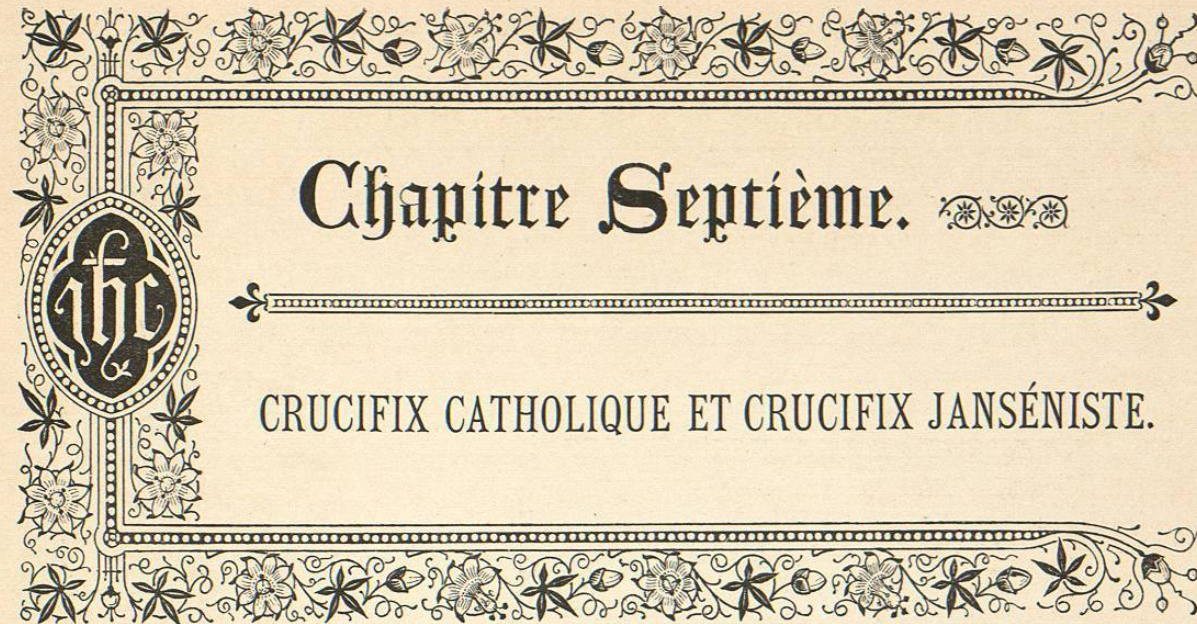 Chapitre Septième.
ihc
CRUCIFIX CATHOLIQUE ET CRUCIFIX JANSÉNISTE.